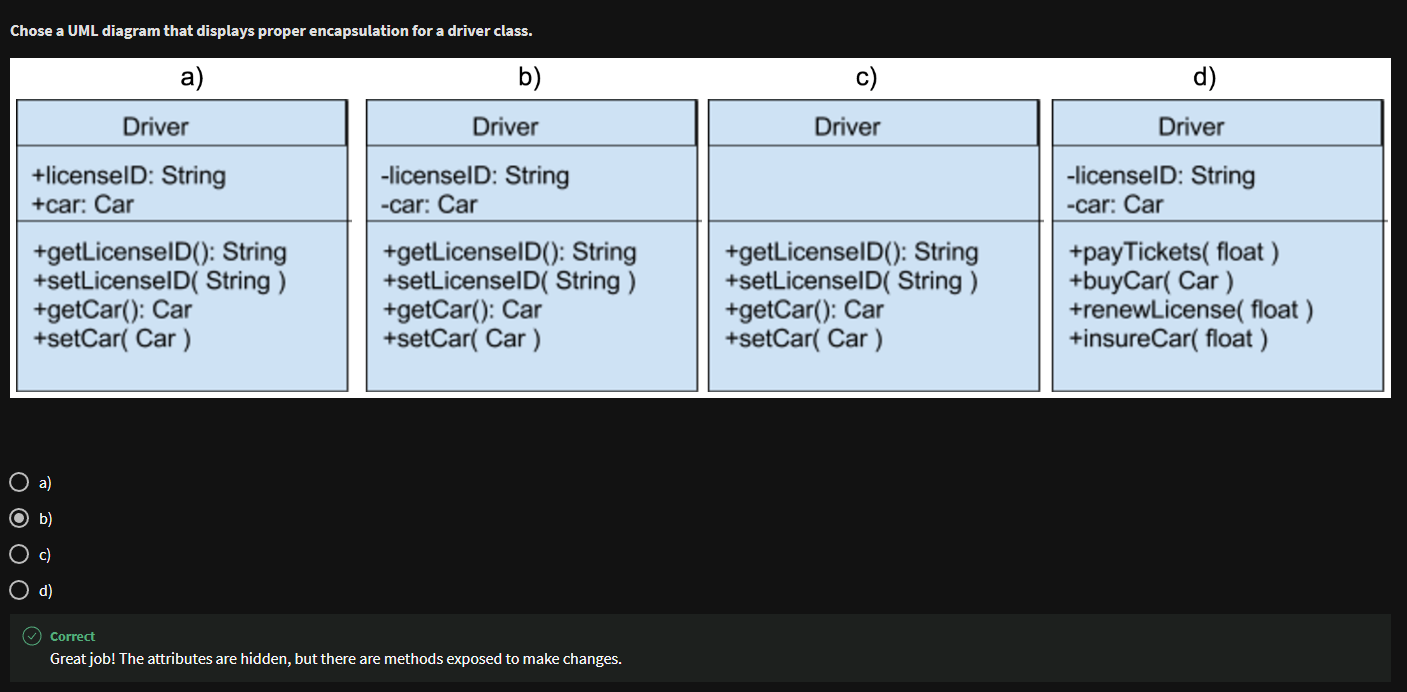 Chose a UML diagram that displays proper encapsulation for a driver class.
a)
b)
c)
d)
Driver
+licenseID: String
+car: Car
+getLicenseID(): String
+setLicenseID( String )
+getCar(): Car
+setCar( Car )
Driver
-licenseID: String
-car: Car
+getLicenseID(): String
+setLicenseID( String )
+getCar(): Car
+setCar( Car )
Driver
+getLicenseID(): String
+setLicenseID( String )
+getCar(): Car
+setCar( Car )
Driver
-licenseID: String
-car: Car
+payTickets( float )
+buyCar( Car )
+renewLicense( float )
+insureCar( float )
a)
b)
c)
d)
Correct
Great job! The attributes are hidden, but there are methods exposed to make changes.